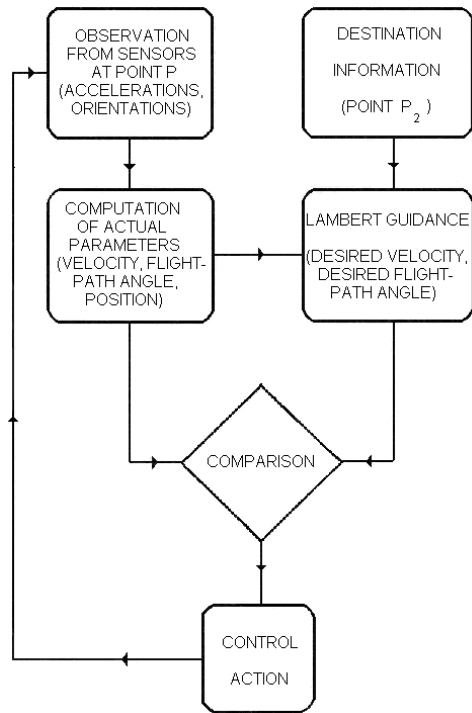 OBSERVATION
FROM SENSORS
AT POINT P
(ACCELERATIONS,
ORIENTATIONS)
DESTINATION
INFORMATION
(POINT P2 )
COMPUTATION
OF ACTUAL
PARAMETERS
(VELOCITY, FLIGHT-
PATH ANGLE,
POSITION)
LAMBERT GUIDANCE
(DESIRED VELOCITY,
DESIRED FLIGHT-
PATH ANGLE)
COMPARISON
CONTROL
ACTION